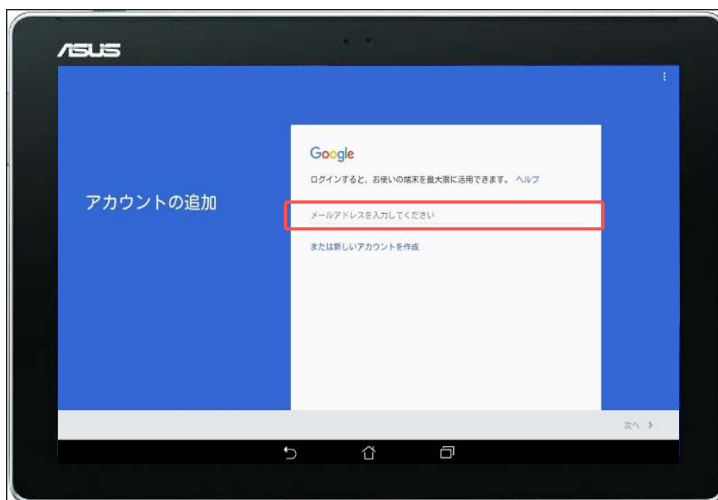 ASUS
Google
ログインすると、お使いの端末を最大限に活用できます。 ヘルプ
アカウントの追加
メールアドレスを入力してください
または新しいアカウントを作成
次へ